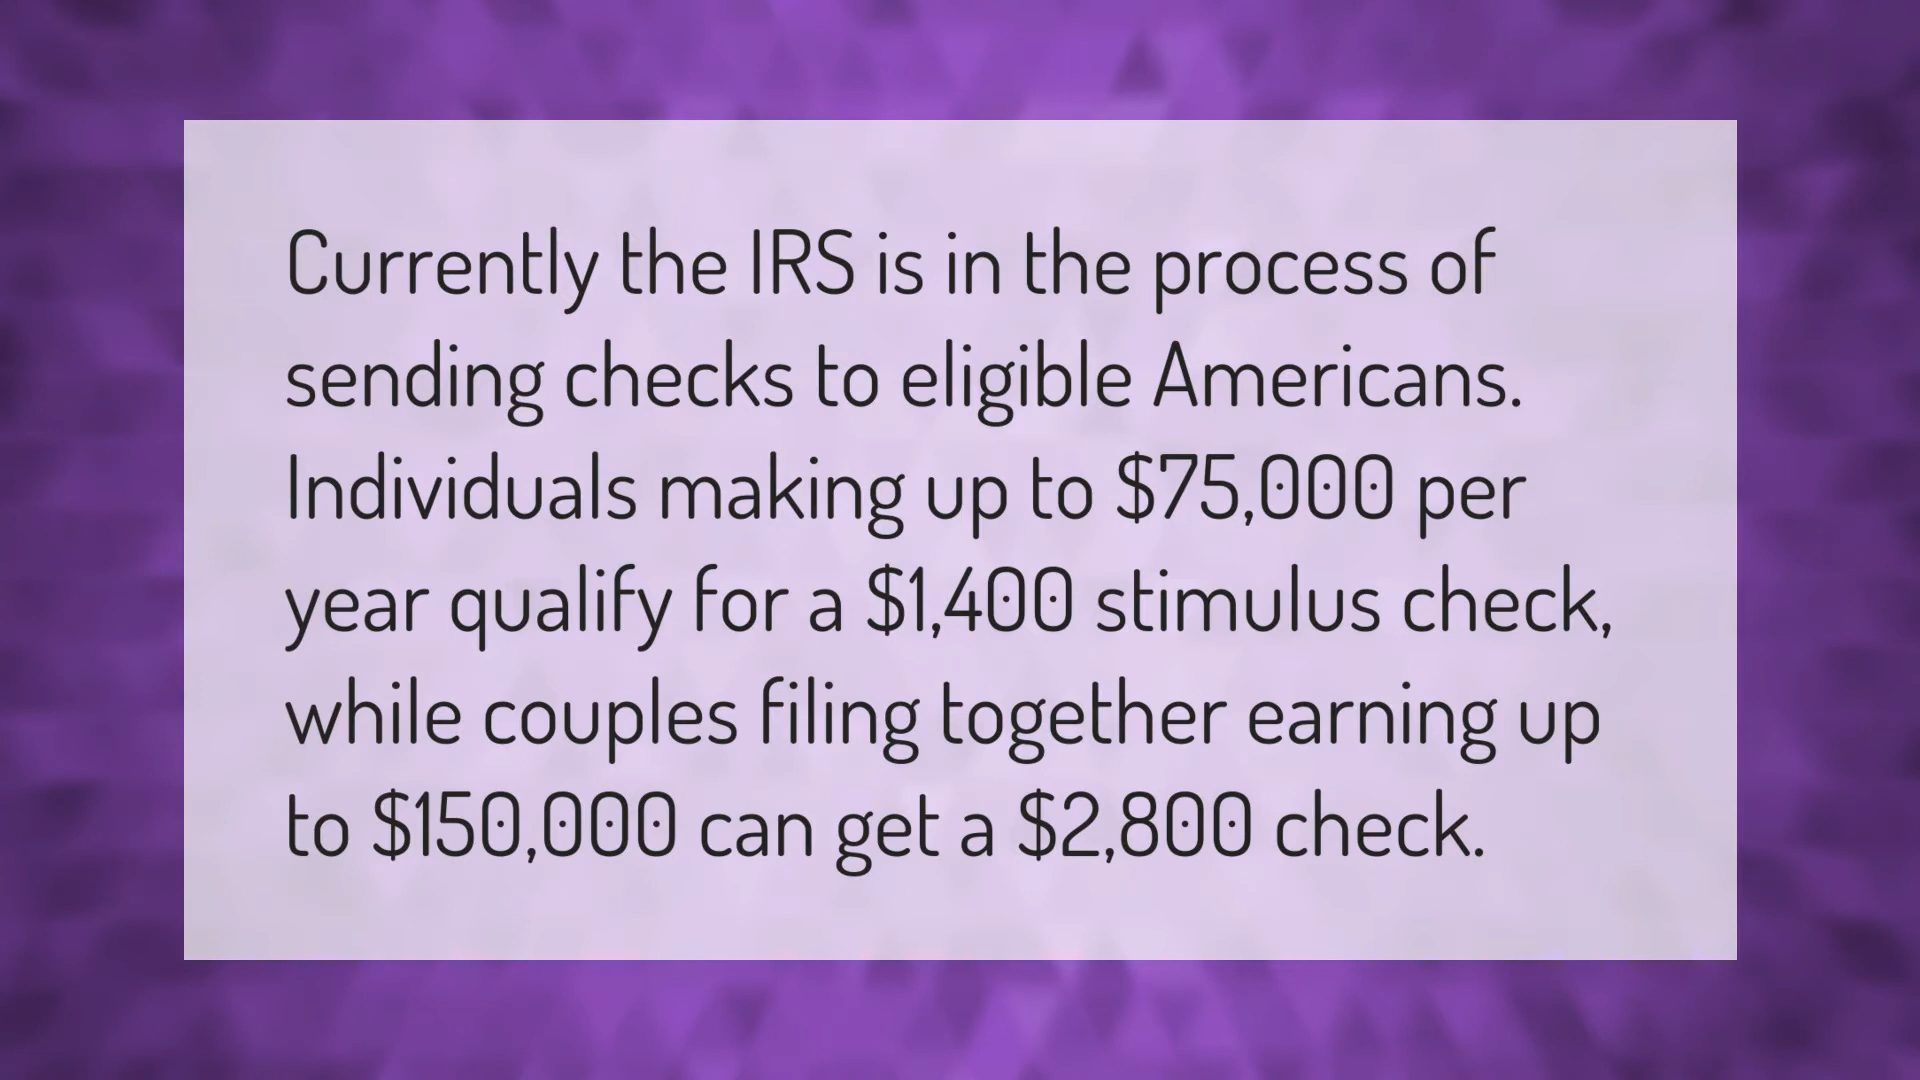 Currently the IRS is in the process of
sending checks to eligible Americans.
Individuals making up to $75,000 per
year qualify for a $1,400 stimulus check,
while couples filing together earning up
to $150,000 can get a $2,800 check.